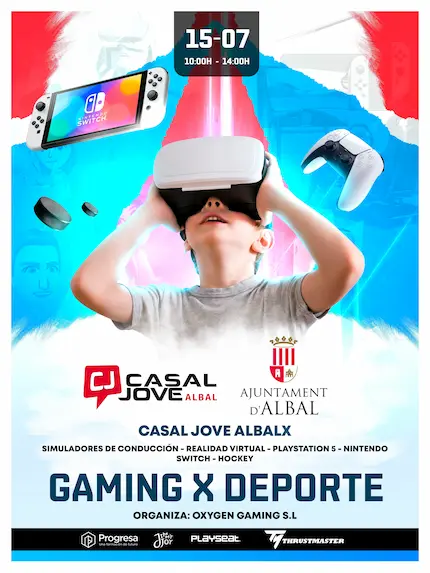 15-07
10:00H - 14:00H
NINTENDO
SWITCH
CJ CASAL
JOVE ALBAL
AJUNTAMENT
D'ALBAL
CASAL JOVE ALBALX
SIMULADORES DE CONDUCCIÓN - REALIDAD VIRTUAL - PLAYSTATION 5 - NINTENDO
SWITCH - HOCKEY
GAMING X DEPORTE
ORGANIZA: OXYGEN GAMING S.L
Progresa
PLAYSEAT
THRUSTMASTER